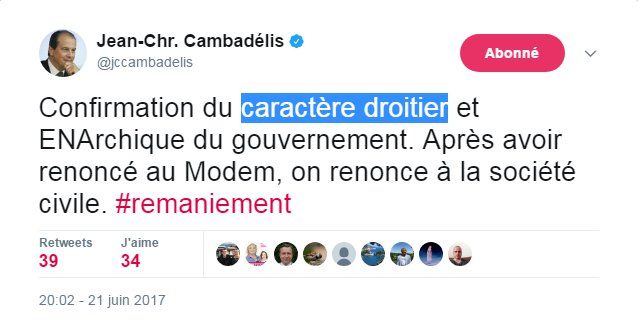 Jean-Chr. Cambadélis
@jccambadelis
Abonné
Confirmation du caractère droitier et
ENArchique du gouvernement. Après avoir
renoncé au Modem, on renonce à la société
civile. #remaniement
Retweets J'aime
39 34
20:02 - 21 juin 2017